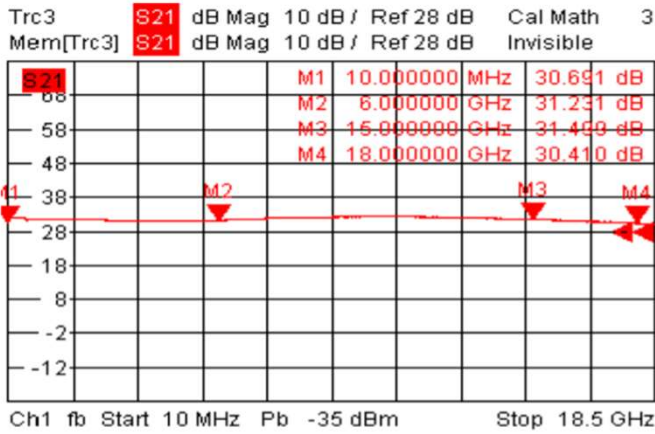 Trc3 S21 dB Mag 10 dB / Ref 28 dB Cal Math 3
Mem[Trc3] S21 dB Mag 10 dB / Ref 28 dB Invisible
S21
M1 10.000000 MHz 30.691 dB
68
M2 6.000000 GHz 31.231 dB
58
M3 15.000000 GHz 31.499 dB
M4 18.000000 GHz 30.410 dB
48
M1 M2 M3 M4
38
28
18
8
-2
-12
Ch1 fb Start 10 MHz Pb -35 dBm Stop 18.5 GHz